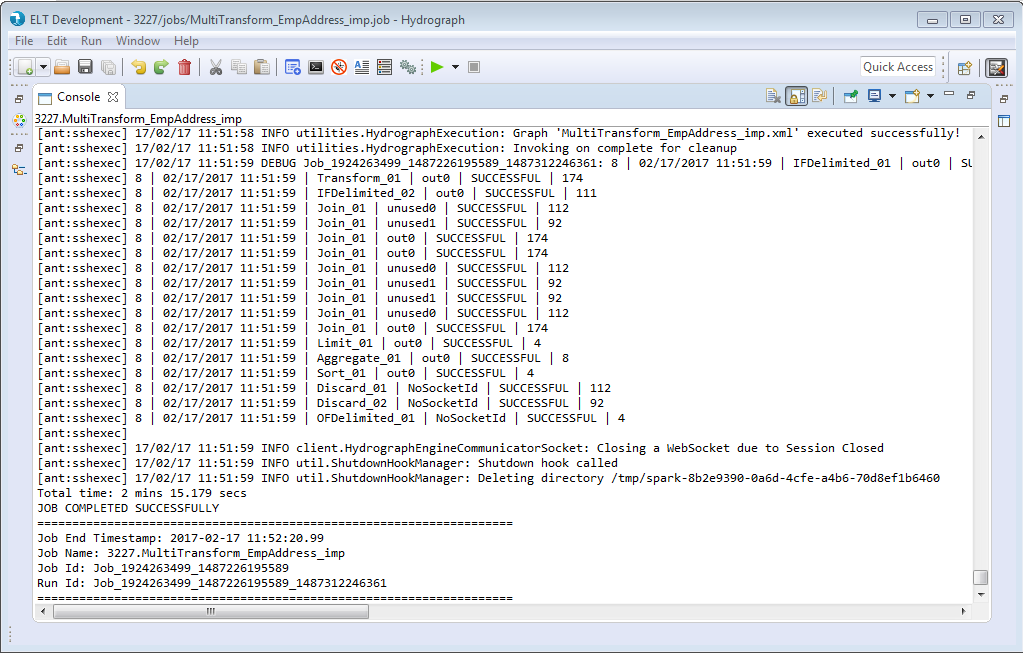 ELT Development - 3227/jobs/MultiTransform_EmpAddress_imp.job - Hydrograph
File Edit Run Window Help
Quick Access
Console
3227.MultiTransform_EmpAddress_imp
[ant:sshexec] 17/02/17 11:51:58 INFO utilities.HydrographExecution: Graph 'MultiTransform_EmpAddress_imp.xml' executed successfully!
[ant:sshexec] 17/02/17 11:51:58 INFO utilities.HydrographExecution: Invoking on complete for cleanup
[ant:sshexec] 17/02/17 11:51:59 DEBUG Job_1924263499_1487226195589_1487312246361: 8 | 02/17/2017 11:51:59 | IFDelimited_01 | out0 | SU
[ant:sshexec] 8 | 02/17/2017 11:51:59 | Transform_01 | out0 | SUCCESSFUL | 174
[ant:sshexec] 8 | 02/17/2017 11:51:59 | IFDelimited_02 | out0 | SUCCESSFUL | 111
[ant:sshexec] 8 | 02/17/2017 11:51:59 | Join_01 | unused0 | SUCCESSFUL | 112
[ant:sshexec] 8 | 02/17/2017 11:51:59 | Join_01 | unused1 | SUCCESSFUL | 92
[ant:sshexec] 8 | 02/17/2017 11:51:59 | Join_01 | out0 | SUCCESSFUL | 174
[ant:sshexec] 8 | 02/17/2017 11:51:59 | Join_01 | out0 | SUCCESSFUL | 174
[ant:sshexec] 8 | 02/17/2017 11:51:59 | Join_01 | unused0 | SUCCESSFUL | 112
[ant:sshexec] 8 | 02/17/2017 11:51:59 | Join_01 | unused1 | SUCCESSFUL | 92
[ant:sshexec] 8 | 02/17/2017 11:51:59 | Join_01 | unused1 | SUCCESSFUL | 92
[ant:sshexec] 8 | 02/17/2017 11:51:59 | Join_01 | unused0 | SUCCESSFUL | 112
[ant:sshexec] 8 | 02/17/2017 11:51:59 | Join_01 | out0 | SUCCESSFUL | 174
[ant:sshexec] 8 | 02/17/2017 11:51:59 | Limit_01 | out0 | SUCCESSFUL | 4
[ant:sshexec] 8 | 02/17/2017 11:51:59 | Aggregate_01 | out0 | SUCCESSFUL | 8
[ant:sshexec] 8 | 02/17/2017 11:51:59 | Sort_01 | out0 | SUCCESSFUL | 4
[ant:sshexec] 8 | 02/17/2017 11:51:59 | Discard_01 | NoSocketId | SUCCESSFUL | 112
[ant:sshexec] 8 | 02/17/2017 11:51:59 | Discard_02 | NoSocketId | SUCCESSFUL | 92
[ant:sshexec] 8 | 02/17/2017 11:51:59 | OFDelimited_01 | NoSocketId | SUCCESSFUL | 4
[ant:sshexec]
[ant:sshexec] 17/02/17 11:51:59 INFO client.HydrographEngineCommunicatorSocket: Closing a WebSocket due to Session Closed
[ant:sshexec] 17/02/17 11:51:59 INFO util.ShutdownHookManager: Shutdown hook called
[ant:sshexec] 17/02/17 11:51:59 INFO util.ShutdownHookManager: Deleting directory /tmp/spark-8b2e9390-0a6d-4cfe-a4b6-70d8ef1b6460
Total time: 2 mins 15.179 secs
JOB COMPLETED SUCCESSFULLY
====================================================================
Job End Timestamp: 2017-02-17 11:52:20.99
Job Name: 3227.MultiTransform_EmpAddress_imp
Job Id: Job_1924263499_1487226195589
Run Id: Job_1924263499_1487226195589_1487312246361
====================================================================